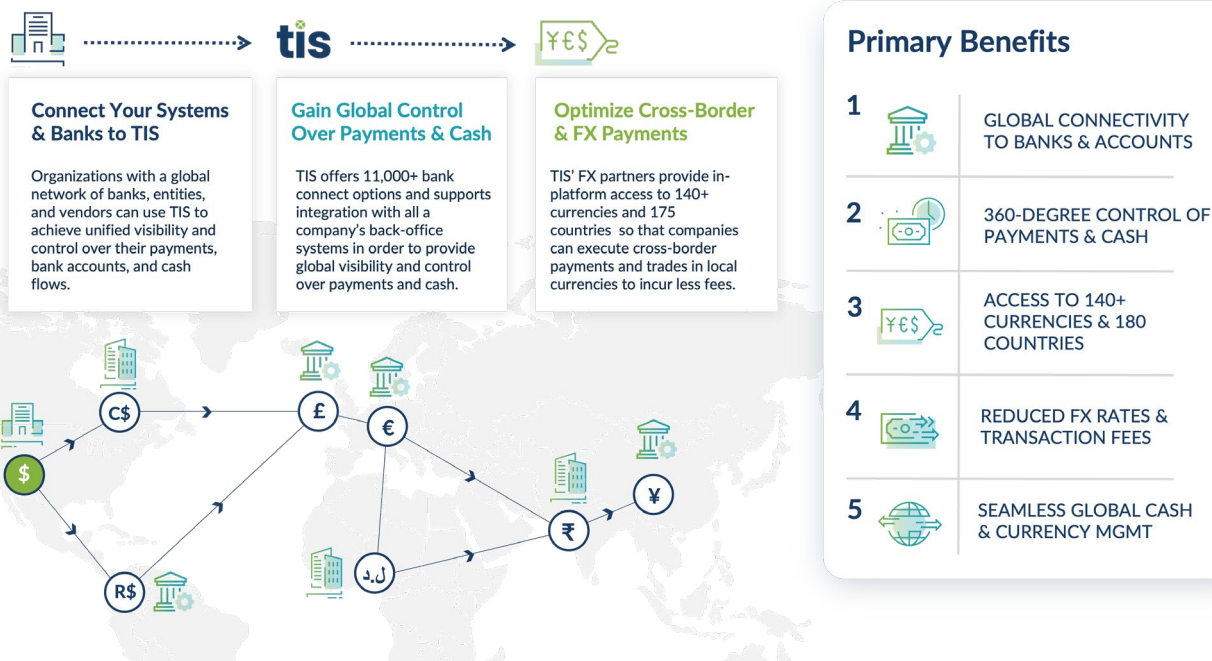 tis
¥€$
Connect Your Systems
& Banks to TIS
Organizations with a global
network of banks, entities,
and vendors can use TIS to
achieve unified visibility and
control over their payments,
bank accounts, and cash
flows.
Gain Global Control
Over Payments & Cash
TIS offers 11,000+ bank
connect options and supports
integration with all a
company's back-office
systems in order to provide
global visibility and control
over payments and cash.
Optimize Cross-Border
& FX Payments
TIS’ FX partners provide in-
platform access to 140+
currencies and 175
countries  so that companies
can execute cross-border
payments and trades in local
currencies to incur less fees.
C$
£
€
$
¥
₹
ل.د
R$
Primary Benefits
1
GLOBAL CONNECTIVITY
TO BANKS & ACCOUNTS
2
360-DEGREE CONTROL OF
PAYMENTS & CASH
3
¥€$
ACCESS TO 140+
CURRENCIES & 180
COUNTRIES
4
REDUCED FX RATES &
TRANSACTION FEES
5
SEAMLESS GLOBAL CASH
& CURRENCY MGMT